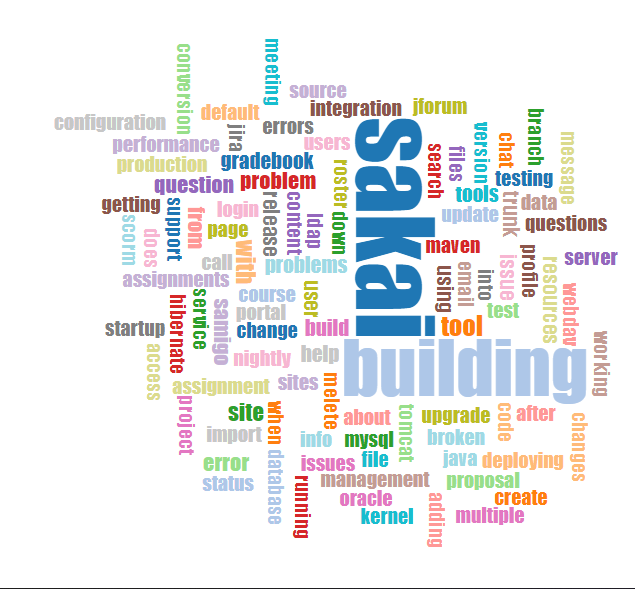 meeting
conversion
source
integration
jforum
default
configuration
errors
jira
performance
users
sakai
version
chat
branch
message
production
gradebook
roster
search
files
question
problem
testing
tools
getting
support
from
login
release
content
ldap
down
update
trunk
data
questions
scorm
does
page
maven
with
call
problems
using
email
into
issue
profile
resources
server
assignments
course
user
test
webdav
hibernate
service
samigo
portal
startup
change
build
tool
working
access
nightly
help
building
assignment
sites
melete
project
site
when
about
tomcat
upgrade
code
after
changes
import
info
mysql
broken
error
database
issues
file
java
deploying
status
running
management
proposal
oracle
adding
create
kernel
multiple